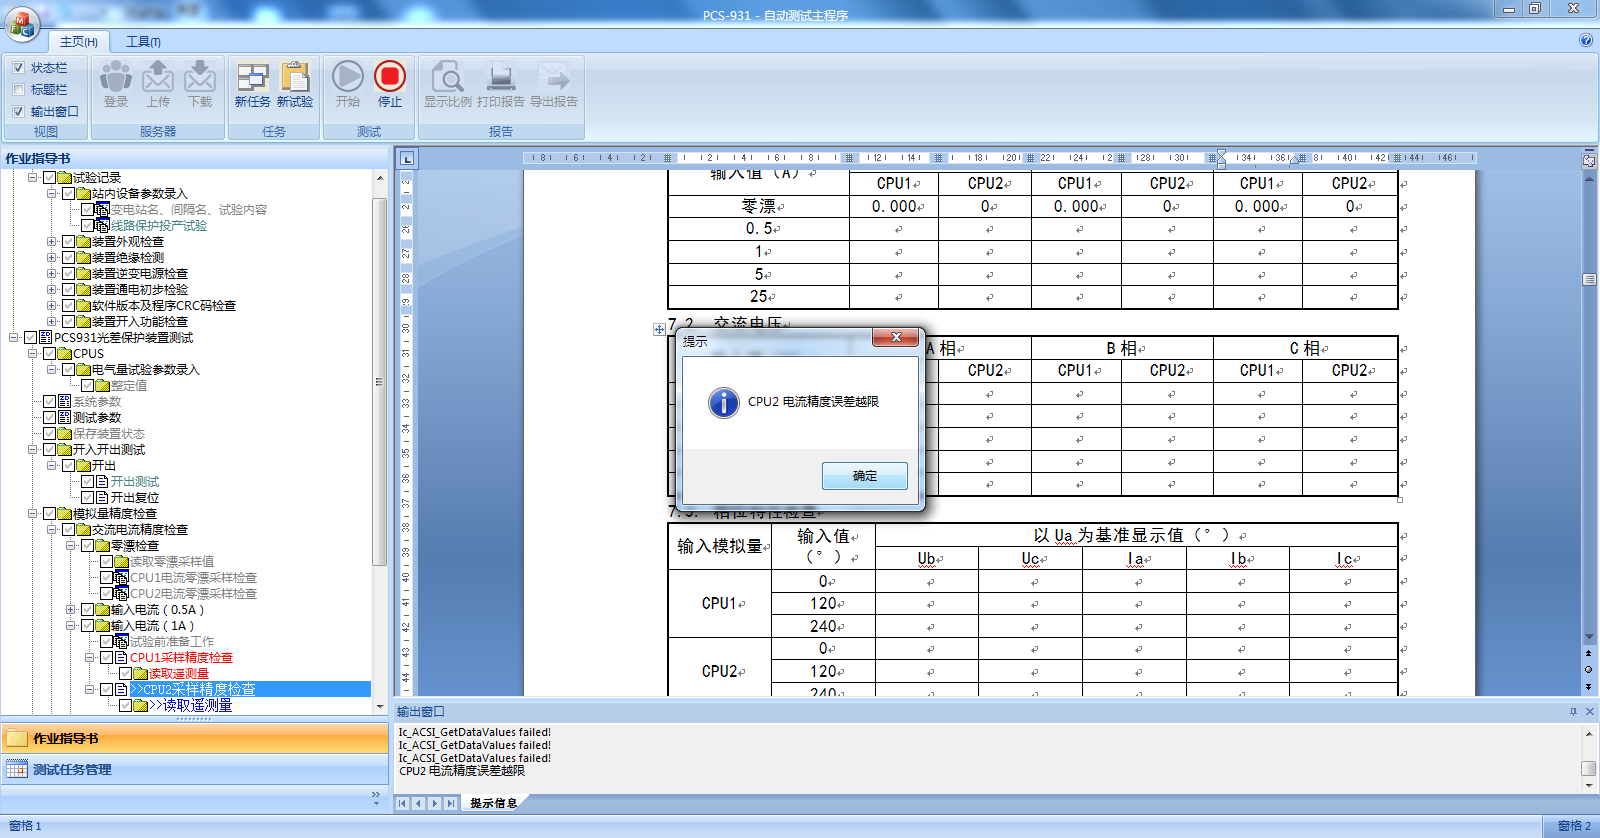 PCS-931 - 自动测试主程序
主页(H) 工具(T)
状态栏
标题栏
输出窗口
视图
登录 上传 下载
服务器
新任务 新试验
任务
开始 停止
测试
显示比例 打印报告 导出报告
报告
作业指导书
试验记录
站内设备参数录入
变电站名、间隔名、试验内容
线路保护投产试验
装置外观检查
装置绝缘检测
装置逆变电源检查
装置通电初步检验
软件版本及程序CRC码检查
装置开入功能检查
PCS931光差保护装置测试
CPUS
电气量试验参数录入
整定值
系统参数
测试参数
保存装置状态
开入开出测试
开出
开出测试
开出复位
模拟量精度检查
交流电流精度检查
零漂检查
读取零漂采样值
CPU1电流零漂采样检查
CPU2电流零漂采样检查
输入电流（0.5A）
输入电流（1A）
试验前准备工作
CPU1采样精度检查
读取遥测量
>>CPU2采样精度检查
>>读取遥测量
作业指导书
测试任务管理
输入值（A）
CPU1 CPU2 CPU1 CPU2 CPU1 CPU2
零漂 0.000 0 0.000 0 0.000 0
0.5
1
5
25
7.2. 交流电压
A 相 B 相 C 相
CPU2 CPU1 CPU2 CPU1 CPU2
提示
CPU2 电流精度误差越限
确定
7.3. 相位特性检查
输入模拟量 输入值（°） 以 Ua 为基准显示值（°）
Ub Uc Ia Ib Ic
CPU1
0
120
240
CPU2
0
120
240
输出窗口
Ic_ACSI_GetDataValues failed!
Ic_ACSI_GetDataValues failed!
Ic_ACSI_GetDataValues failed!
CPU2 电流精度误差越限
提示信息
窗格 1 窗格 2